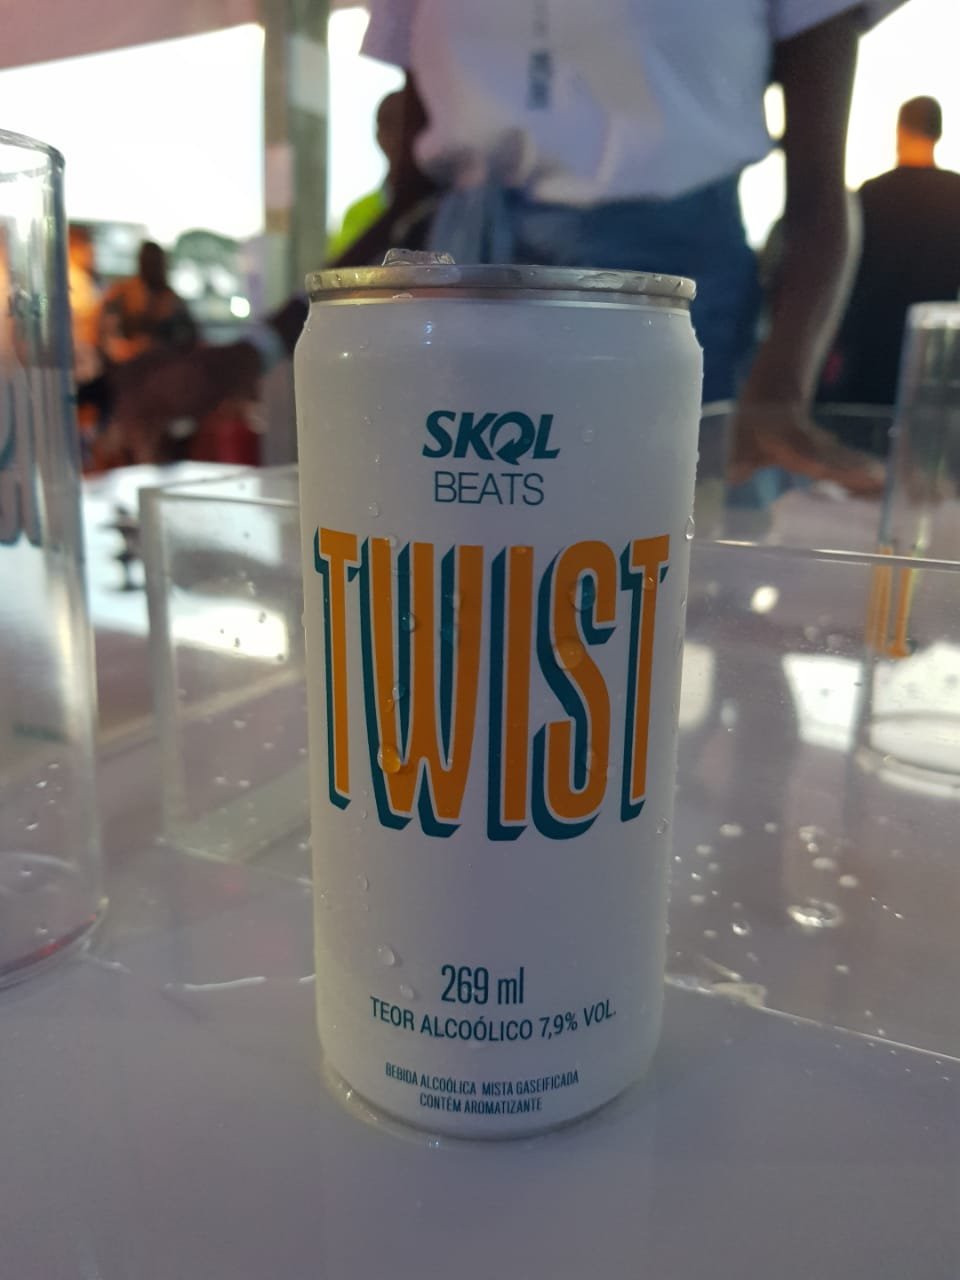 SKOL
BEATS
TWIST
269 ml
TEOR ALCOÓLICO 7,9% VOL.
BEBIDA ALCOÓLICA MISTA GASEIFICADA
CONTÉM AROMATIZANTE